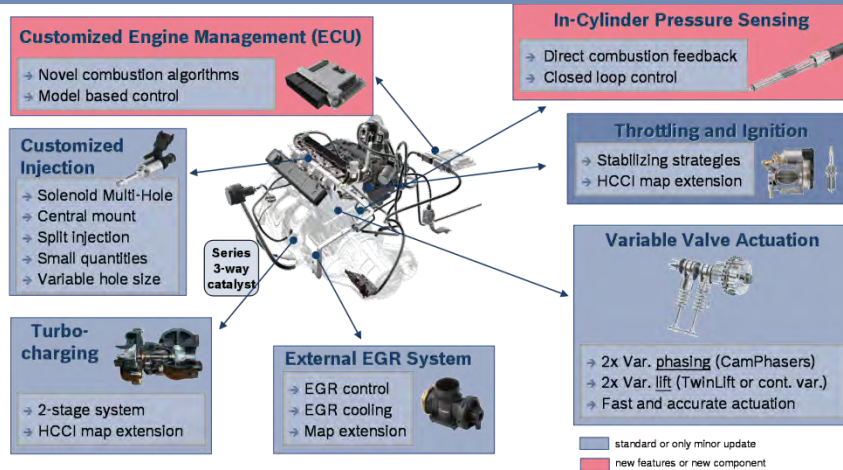 Customized Engine Management (ECU)
→ Novel combustion algorithms
→ Model based control
In-Cylinder Pressure Sensing
→ Direct combustion feedback
→ Closed loop control
Customized
Injection
→ Solenoid Multi-Hole
→ Central mount
→ Split injection
→ Small quantities
→ Variable hole size
Throttling and Ignition
→ Stabilizing strategies
→ HCCI map extension
Series
3-way
catalyst
Variable Valve Actuation
→ 2x Var. phasing (CamPhasers)
→ 2x Var. lift (TwinLift or cont. var.)
→ Fast and accurate actuation
Turbo-
charging
→ 2-stage system
→ HCCI map extension
External EGR System
→ EGR control
→ EGR cooling
→ Map extension
standard or only minor update
new features or new component